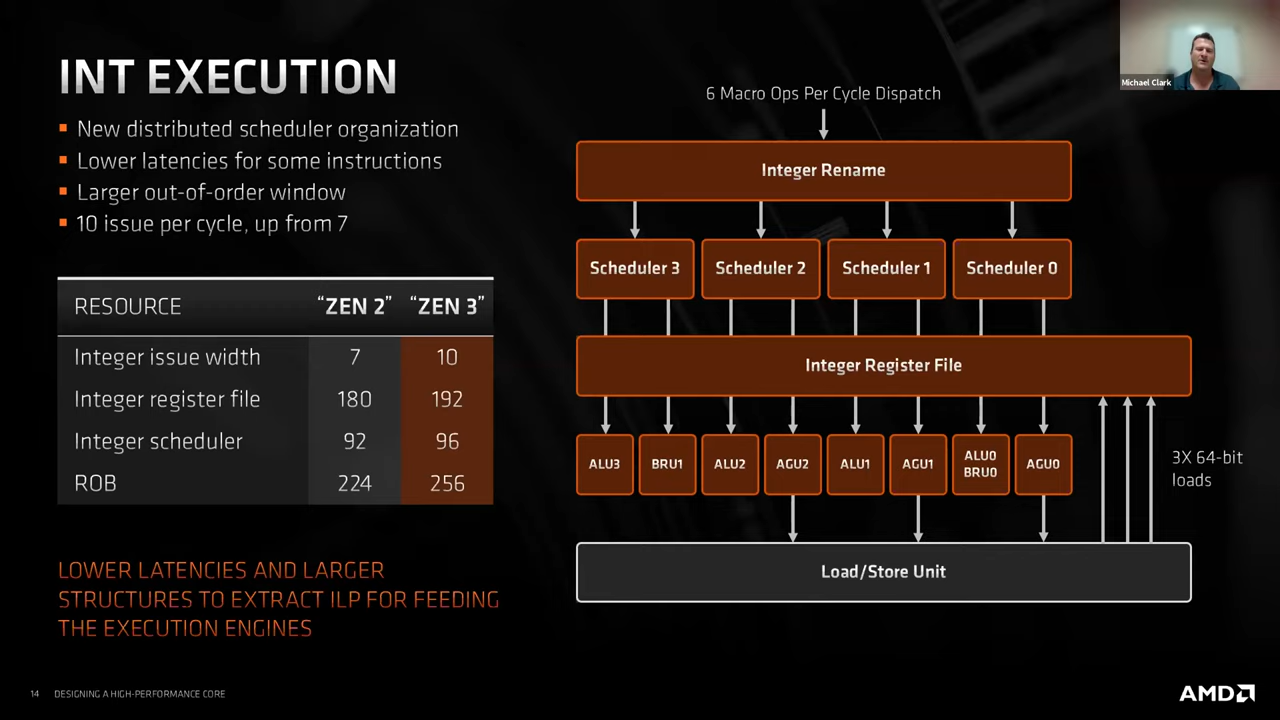 INT EXECUTION
▪ New distributed scheduler organization
▪ Lower latencies for some instructions
▪ Larger out-of-order window
▪ 10 issue per cycle, up from 7
RESOURCE "ZEN 2" "ZEN 3"
Integer issue width 7 10
Integer register file 180 192
Integer scheduler 92 96
ROB 224 256
LOWER LATENCIES AND LARGER
STRUCTURES TO EXTRACT ILP FOR FEEDING
THE EXECUTION ENGINES
Michael Clark
6 Macro Ops Per Cycle Dispatch
Integer Rename
Scheduler 3 Scheduler 2 Scheduler 1 Scheduler 0
Integer Register File
ALU3 BRU1 ALU2 AGU2 ALU1 AGU1 ALU0 AGU0
BRU0
3X 64-bit
loads
Load/Store Unit
14 DESIGNING A HIGH-PERFORMANCE CORE
AMD